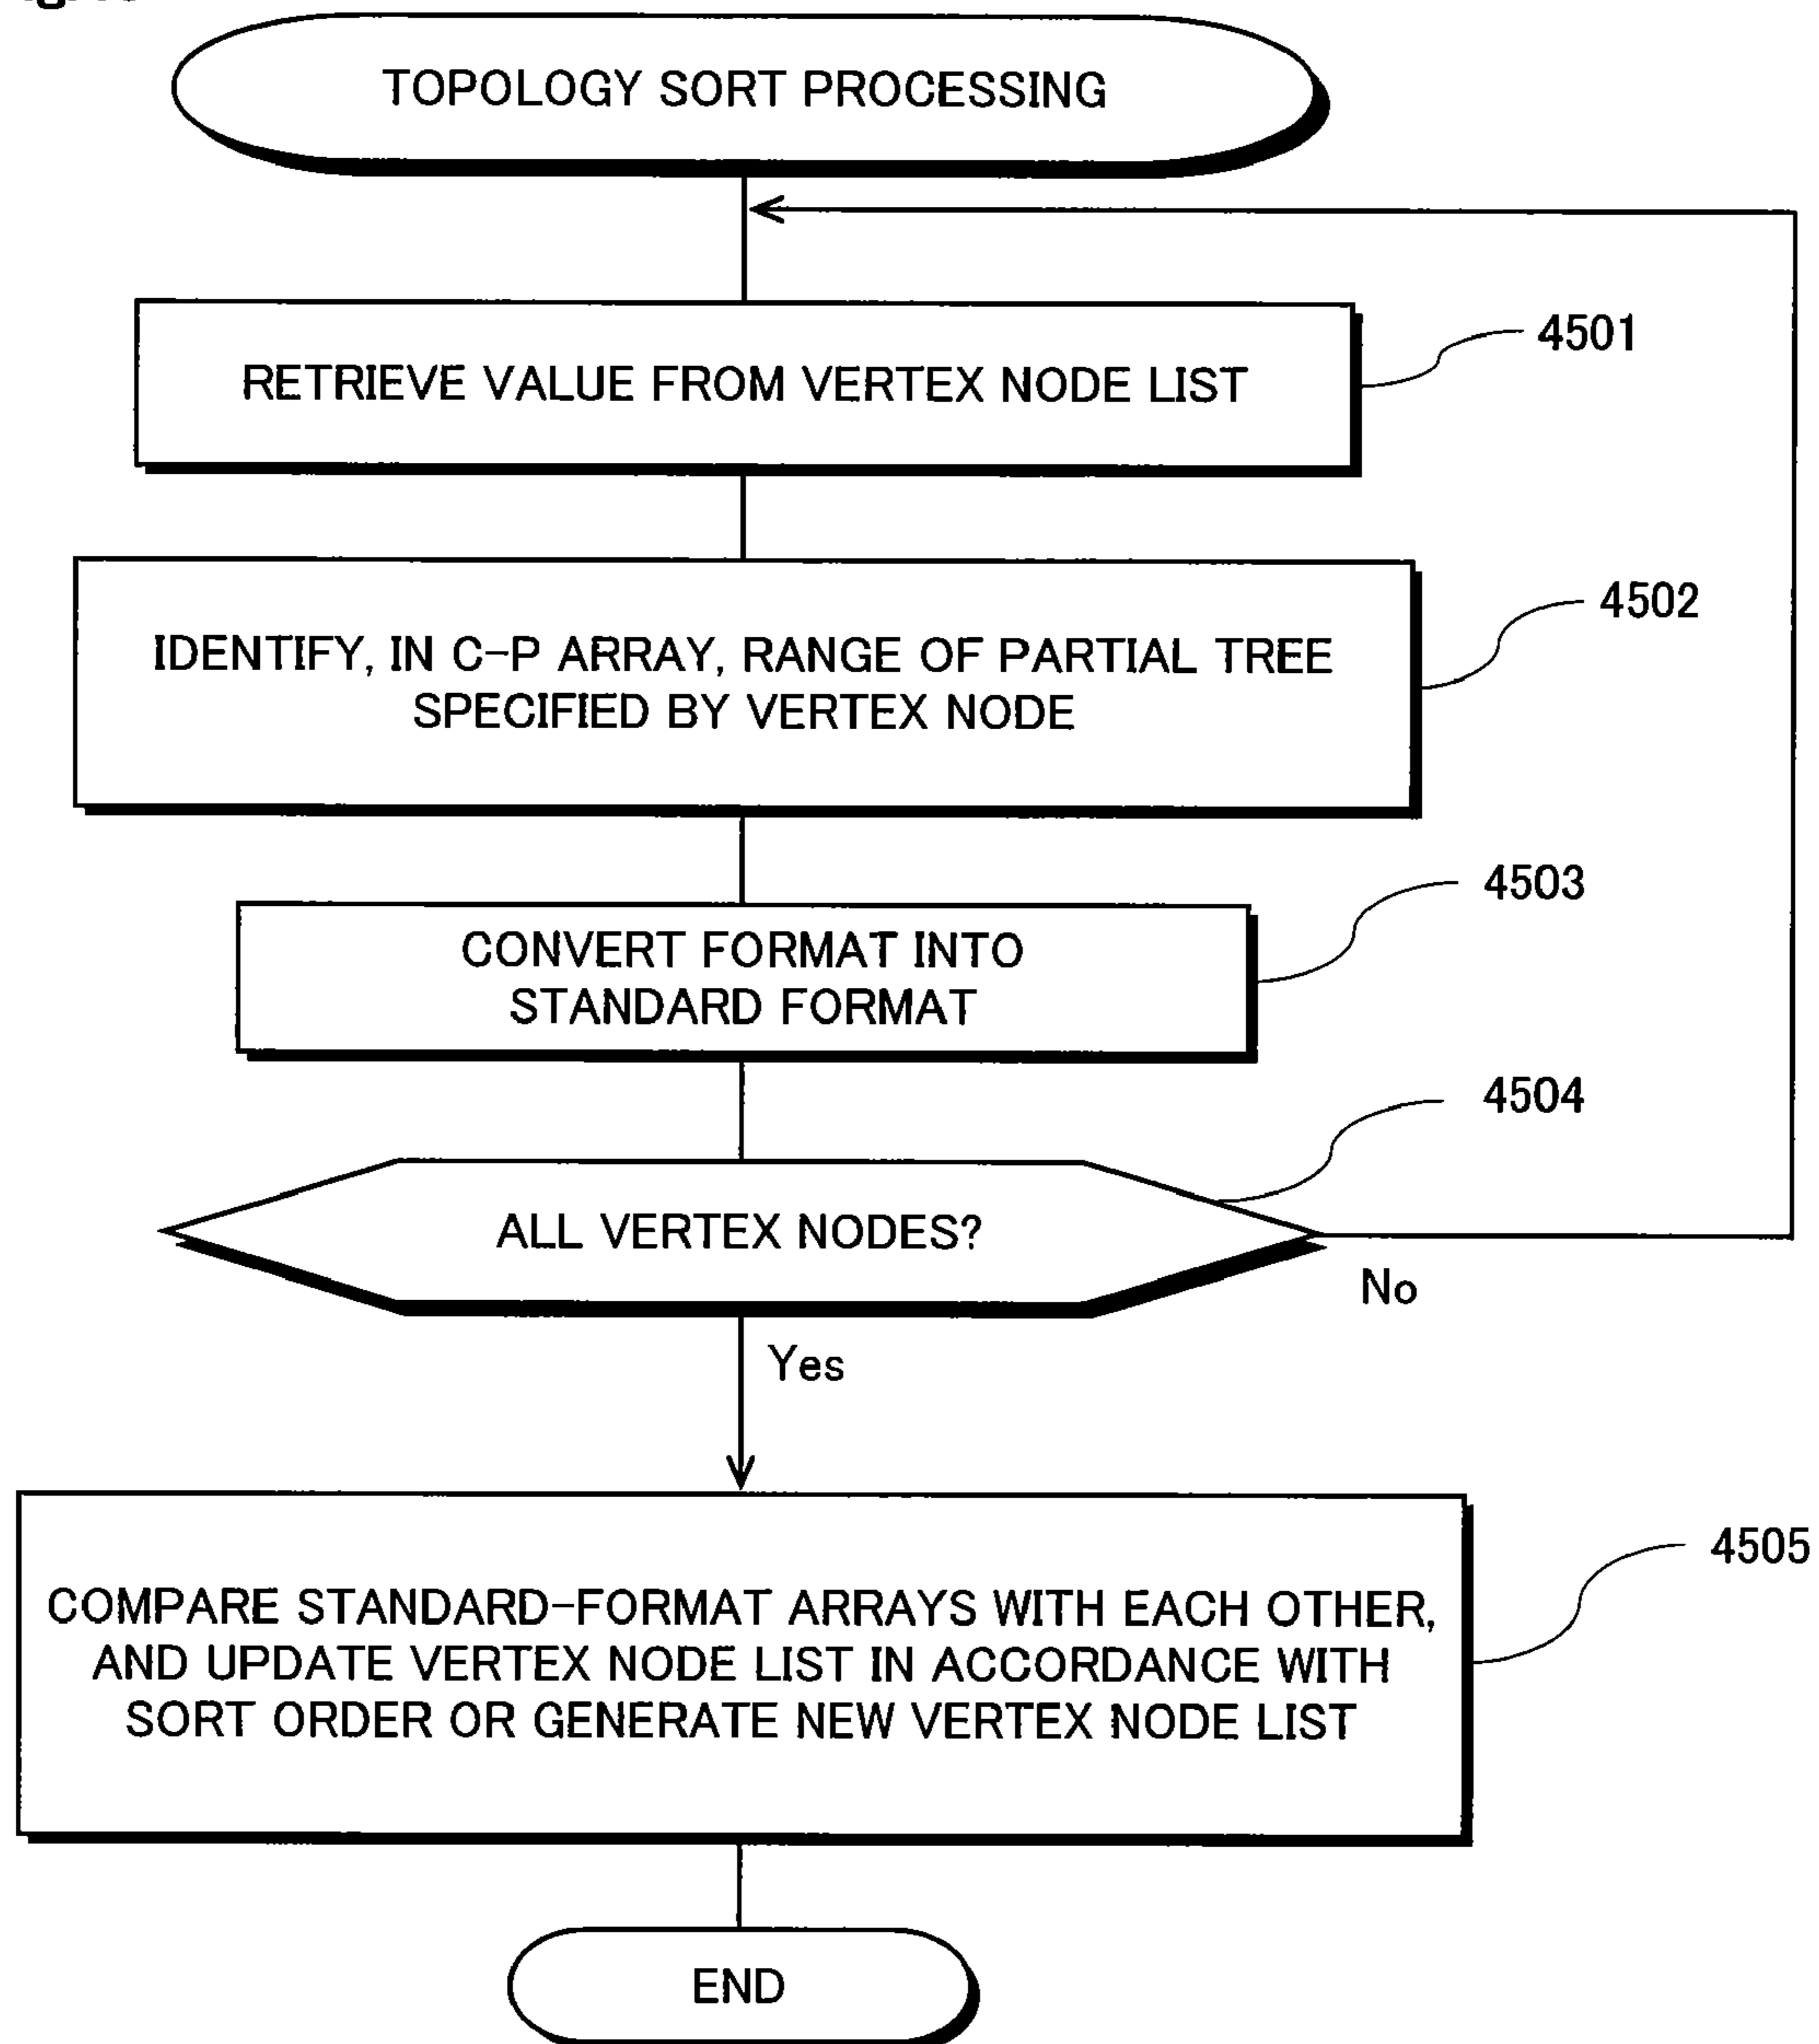 TOPOLOGY SORT PROCESSING
4501
RETRIEVE VALUE FROM VERTEX NODE LIST
4502
IDENTIFY, IN C-P ARRAY, RANGE OF PARTIAL TREE
SPECIFIED BY VERTEX NODE
4503
CONVERT FORMAT INTO
STANDARD FORMAT
4504
ALL VERTEX NODES?
No
Yes
4505
COMPARE STANDARD-FORMAT ARRAYS WITH EACH OTHER,
AND UPDATE VERTEX NODE LIST IN ACCORDANCE WITH
SORT ORDER OR GENERATE NEW VERTEX NODE LIST
END